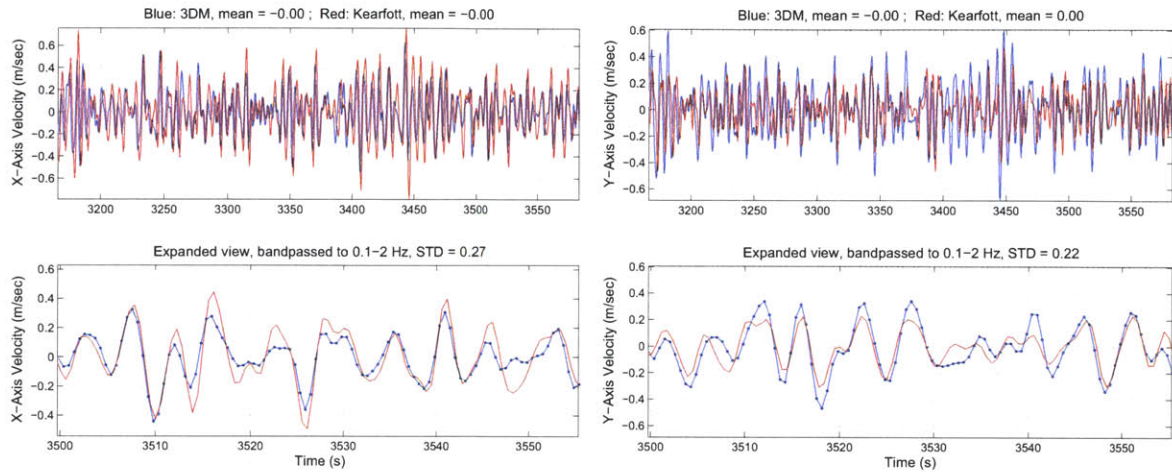 Blue: 3DM, mean = −0.00 ; Red: Kearfott, mean = −0.00
X−Axis Velocity (m/sec)
0.6
0.4
0.2
0
−0.2
−0.4
−0.6
3200 3250 3300 3350 3400 3450 3500 3550
Blue: 3DM, mean = −0.00 ; Red: Kearfott, mean = 0.00
Y−Axis Velocity (m/sec)
0.6
0.4
0.2
0
−0.2
−0.4
−0.6
3200 3250 3300 3350 3400 3450 3500 3550
Expanded view, bandpassed to 0.1−2 Hz, STD = 0.27
X−Axis Velocity (m/sec)
0.6
0.4
0.2
0
−0.2
−0.4
3500 3510 3520 3530 3540 3550
Time (s)
Expanded view, bandpassed to 0.1−2 Hz, STD = 0.22
Y−Axis Velocity (m/sec)
0.6
0.4
0.2
0
−0.2
−0.4
−0.6
3500 3510 3520 3530 3540 3550
Time (s)